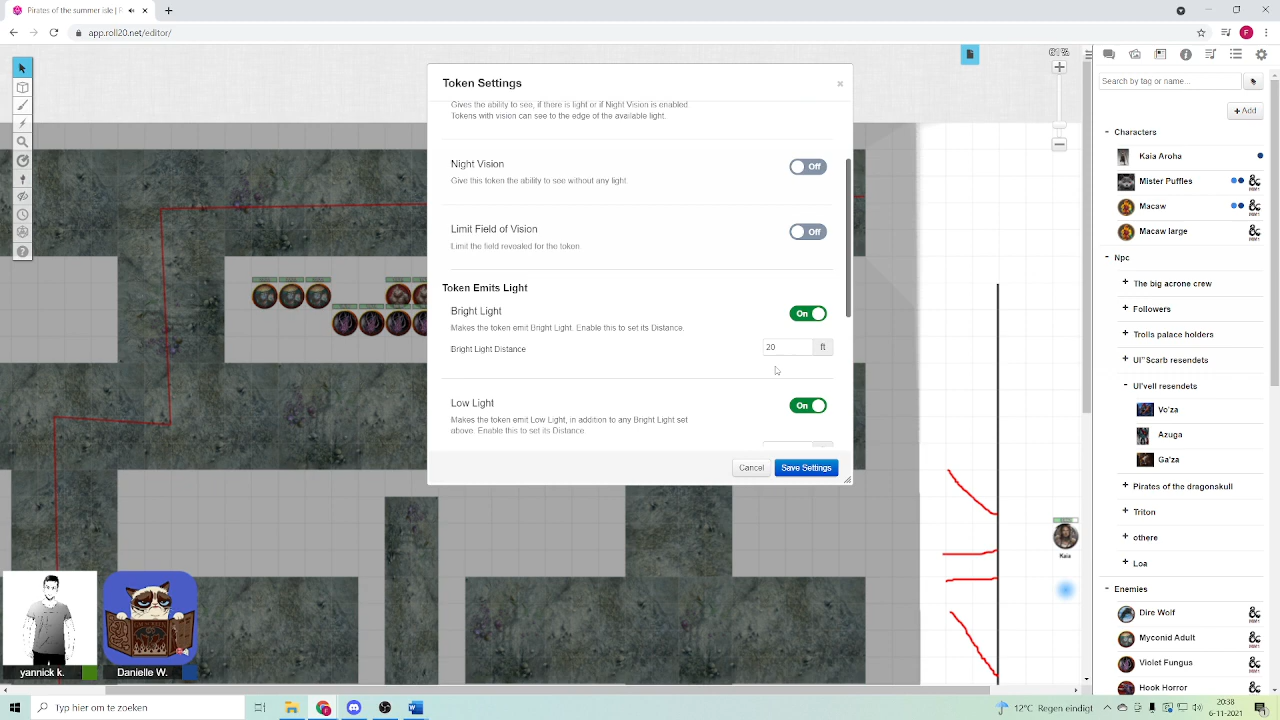 Pirates of the summer isle | R
app.roll20.net/editor/
Token Settings
Gives the ability to see, if there is light or if Night Vision is enabled
Tokens with vision can see to the edge of the available light.
Night Vision
Off
Give this token the ability to see without any light
Limit Field of Vision
Off
Limit the field revealed for the token.
Token Emits Light
Bright Light
On
Makes the token emit Bright Light. Enable this to set its Distance.
Bright Light Distance
20 ft
Low Light
On
Makes the token emit Low Light, in addition to any Bright Light set
above. Enable this to set its Distance
Cancel
Save Settings
Search by tag or name...
+ Add
Characters
Kaia Aroha
Mister Puffles
Macaw
Macaw large
Npc
The big aarone crew
Followers
Trolls palace holders
Ul"Scarb resendets
Ul'vell resendets
Vo'za
Azuga
Ga'za
Pirates of the dragonskull
Triton
other
Loa
Enemies
Dire Wolf
Myconid Adult
Violet Fungus
Hook Horror
Kaia
yannick k.
Danielle W.
Typ hier om te zoeken
12°C Regen eindigt
20:38
6-11-2021